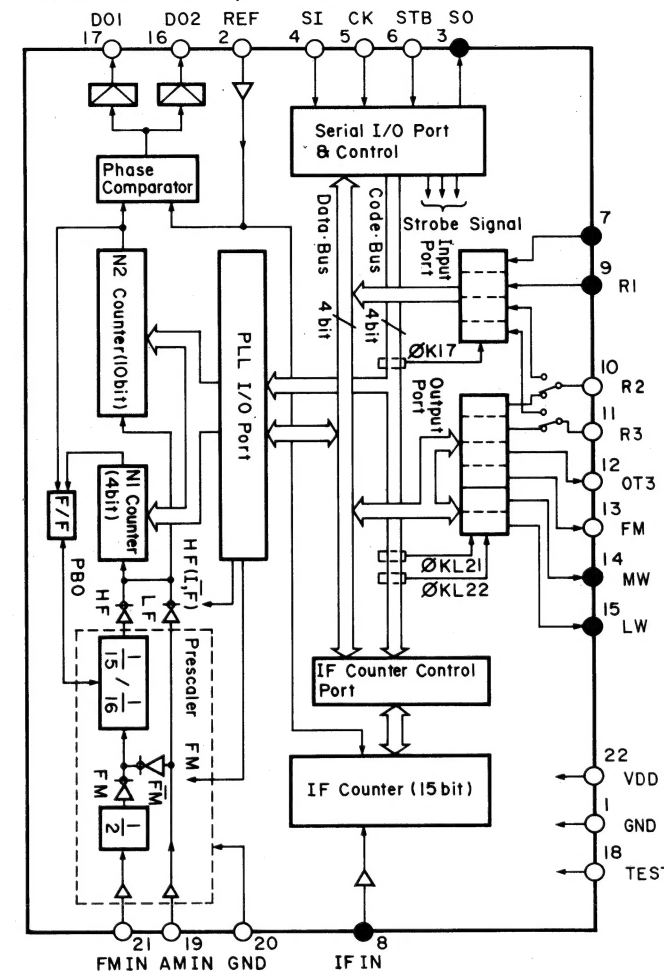 DO1 DO2 REF SI CK STB SO
17 16 2 4 5 6 3
Serial I/O Port
& Control
Phase
Comparator
Data·Bus
Code·Bus
Strobe Signal
Input
Port
7
9
R1
N2 Counter (10bit)
PLL I/O Port
4 bit
4 bit
ØK17
10
R2
11
R3
Output
Port
12
OT3
13
FM
14
MW
15
LW
N1 Counter
(4bit)
F/F
PBO
HF
LF
HF(I,F̅)
ØKL21
ØKL22
1/15 / 1/16
Prescaler
IF Counter Control
Port
FM
FM
F̅M̅
1/2
IF Counter (15bit)
22
VDD
1
GND
18
TEST
21 19 20 8
FMIN AMIN GND IFIN